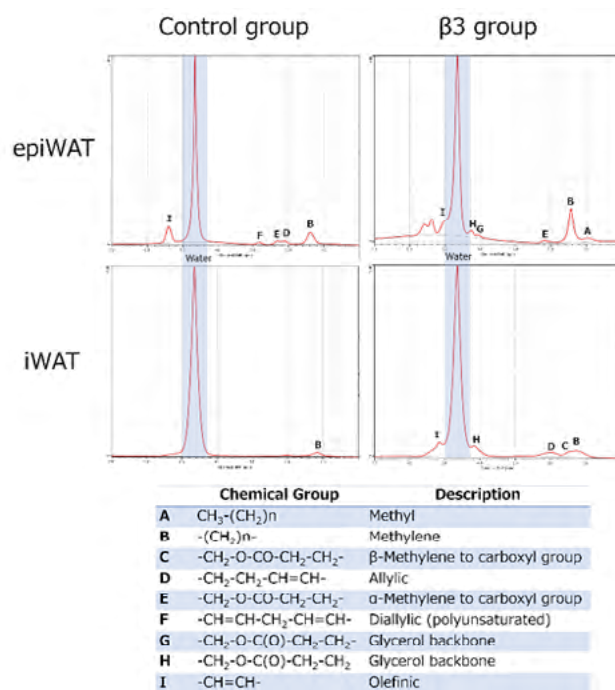 Control group β3 group
epiWAT
I F E D B
I H G E B A
Water Water
iWAT
B
I H D C B
Chemical Group Description
A CH₃-(CH₂)n Methyl
B -(CH₂)n- Methylene
C -CH₂-O-CO-CH₂-CH₂- β-Methylene to carboxyl group
D -CH₂-CH₂-CH=CH- Allylic
E -CH₂-O-CO-CH₂-CH₂- α-Methylene to carboxyl group
F -CH=CH-CH₂-CH=CH- Diallylic (polyunsaturated)
G -CH₂-O-C(O)-CH₂-CH₂- Glycerol backbone
H -CH₂-O-C(O)-CH₂-CH₂ Glycerol backbone
I -CH=CH- Olefinic